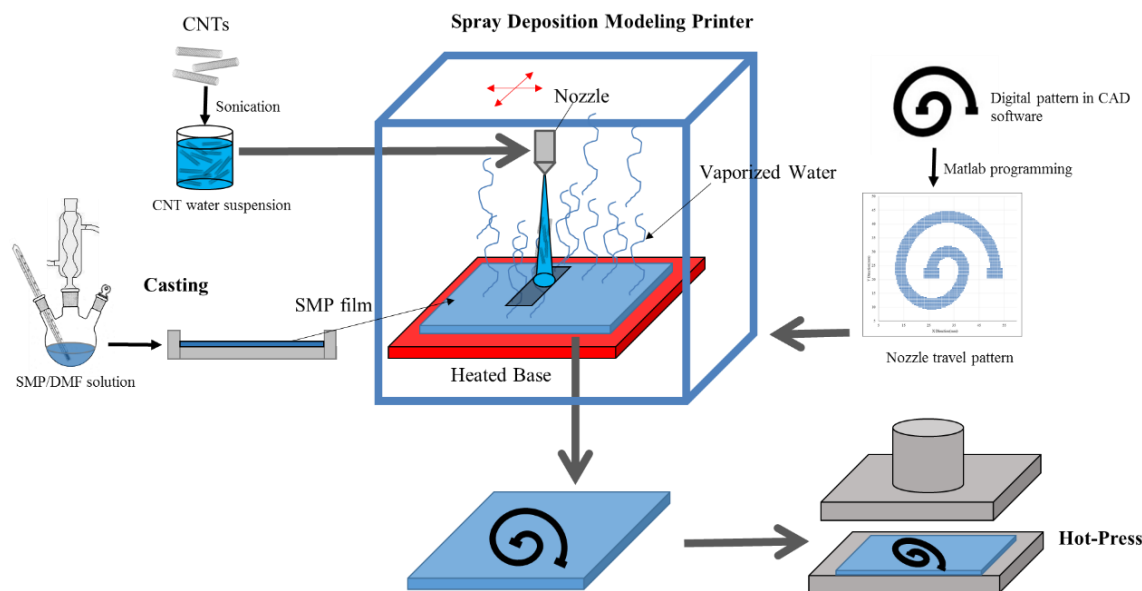 Spray Deposition Modeling Printer
CNTs
Sonication
CNT water suspension
Nozzle
Vaporized Water
Digital pattern in CAD
software
Matlab programming
Nozzle travel pattern
Casting
SMP film
SMP/DMF solution
Heated Base
Hot-Press